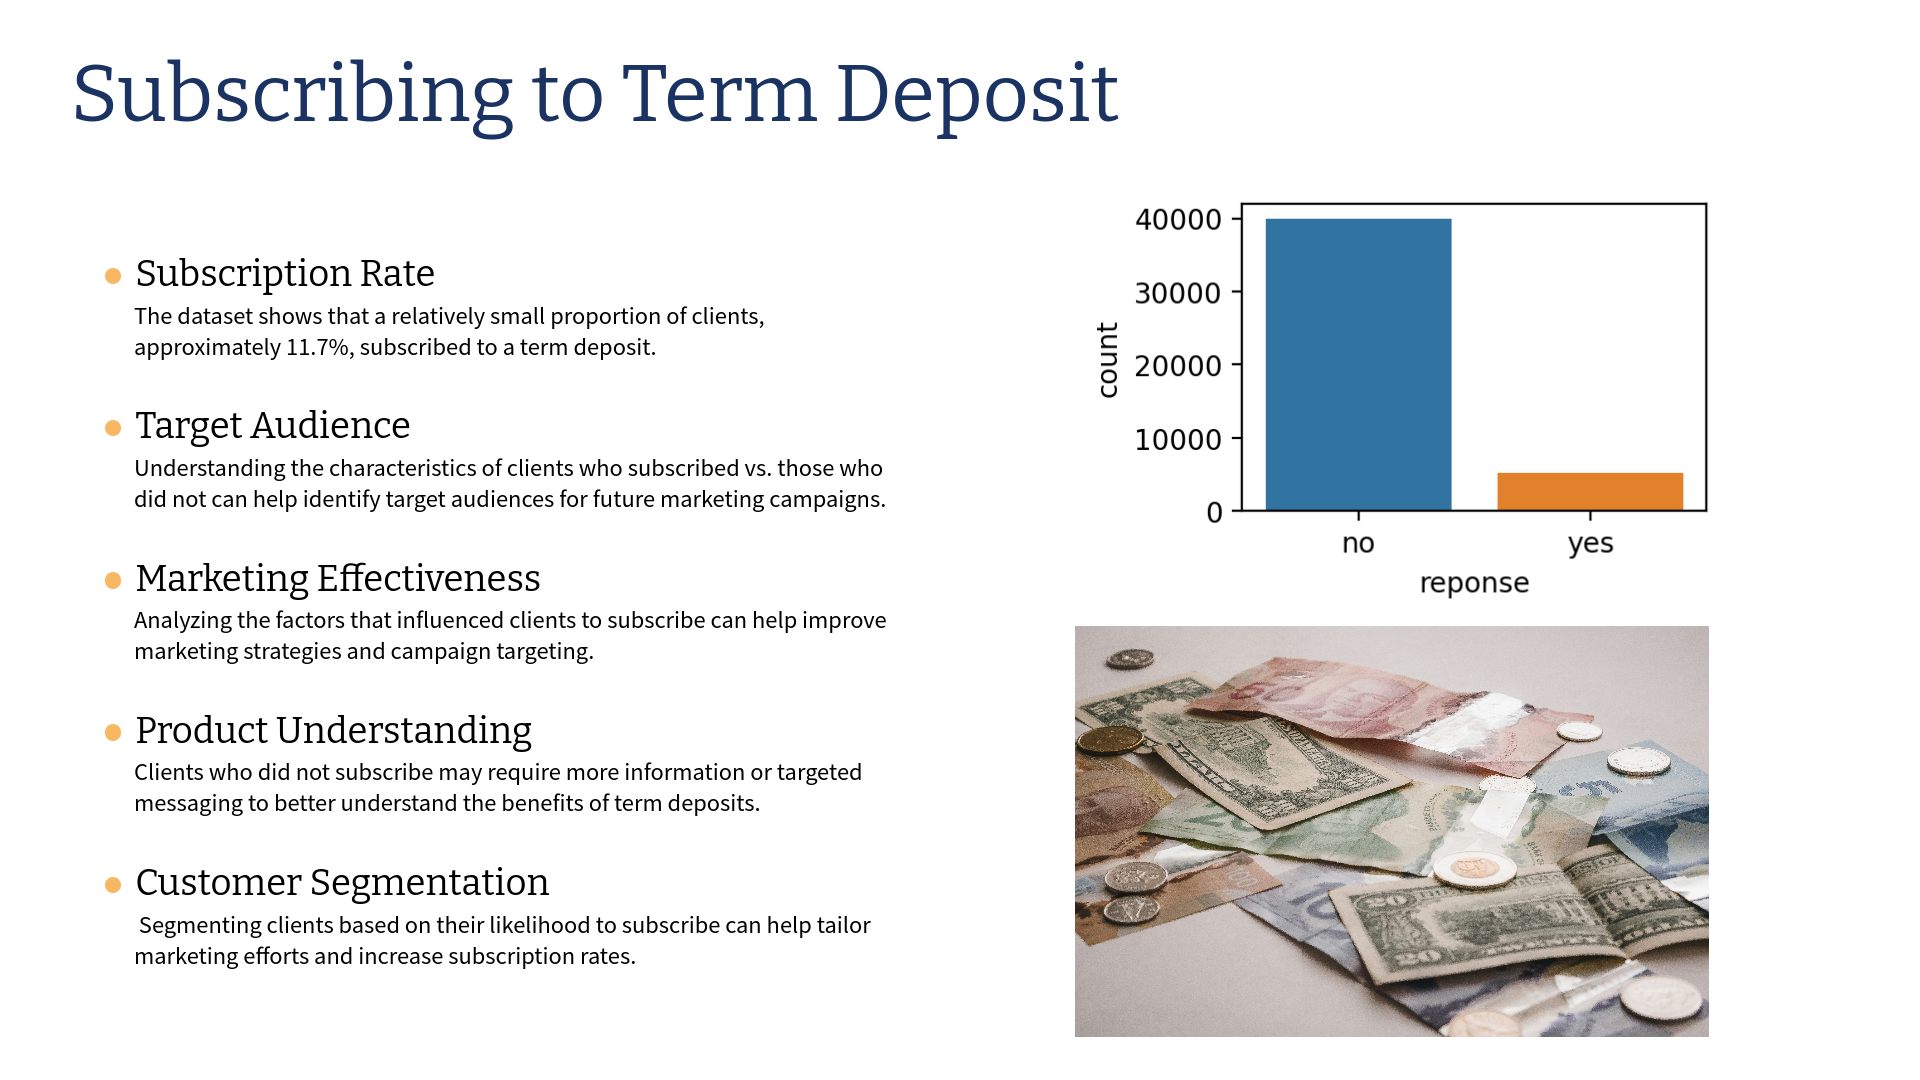 Subscribing to Term Deposit
Subscription Rate
The dataset shows that a relatively small proportion of clients,
approximately 11.7%, subscribed to a term deposit.
Target Audience
Understanding the characteristics of clients who subscribed vs. those who
did not can help identify target audiences for future marketing campaigns.
Marketing Effectiveness
Analyzing the factors that influenced clients to subscribe can help improve
marketing strategies and campaign targeting.
Product Understanding
Clients who did not subscribe may require more information or targeted
messaging to better understand the benefits of term deposits.
Customer Segmentation
Segmenting clients based on their likelihood to subscribe can help tailor
marketing efforts and increase subscription rates.
40000
30000
20000
10000
0
count
no yes
reponse
20
20